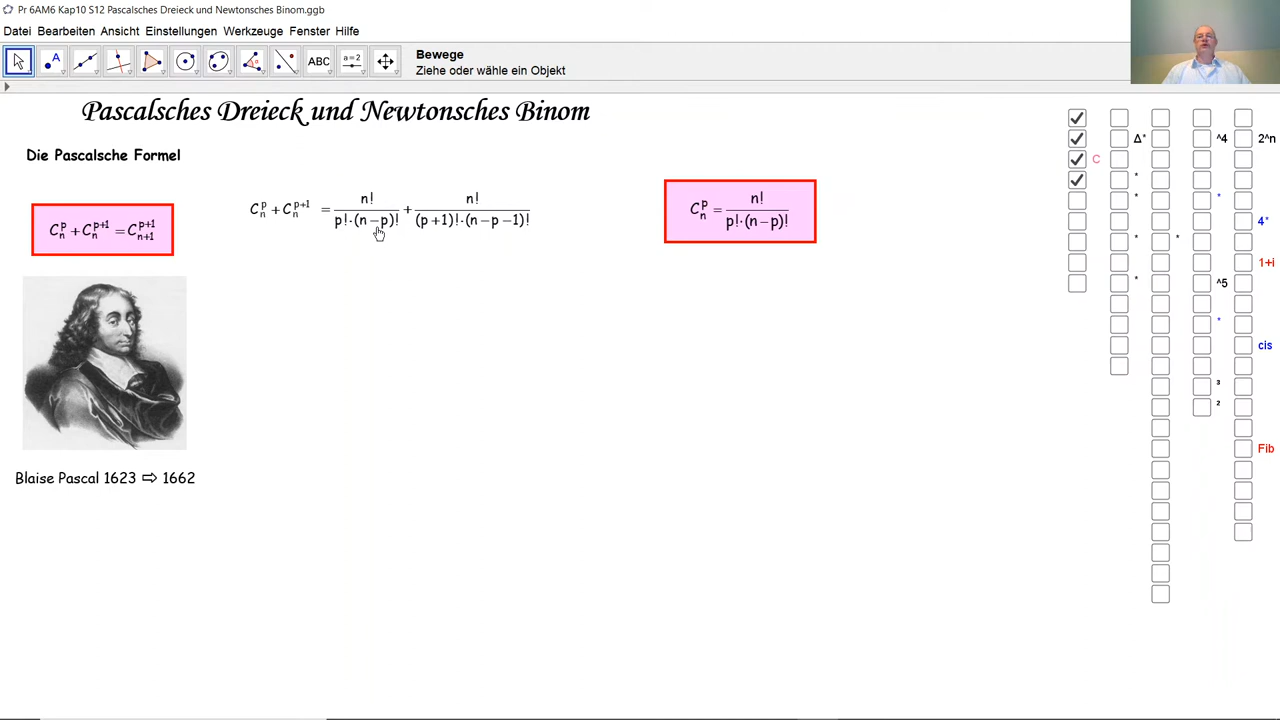 Pr 6AM6 Kap10 S12 Pascalsches Dreieck und Newtonsches Binom.ggb
Datei Bearbeiten Ansicht Einstellungen Werkzeuge Fenster Hilfe
A
ABC
a=2
Bewege
Ziehe oder wähle ein Objekt
Pascalsches Dreieck und Newtonsches Binom
Die Pascalsche Formel
C_n^p + C_n^{p+1} = C_{n+1}^{p+1}
C_n^p + C_n^{p+1} = n!/(p!·(n−p)!) + n!/((p+1)!·(n−p−1)!)
C_n^p = n!/(p!·(n−p)!)
Blaise Pascal 1623 ⇨ 1662
Δ* ^4 2^n
C
*
* 4*
* *
1+i
* ^5
*
cis
3
2
Fib